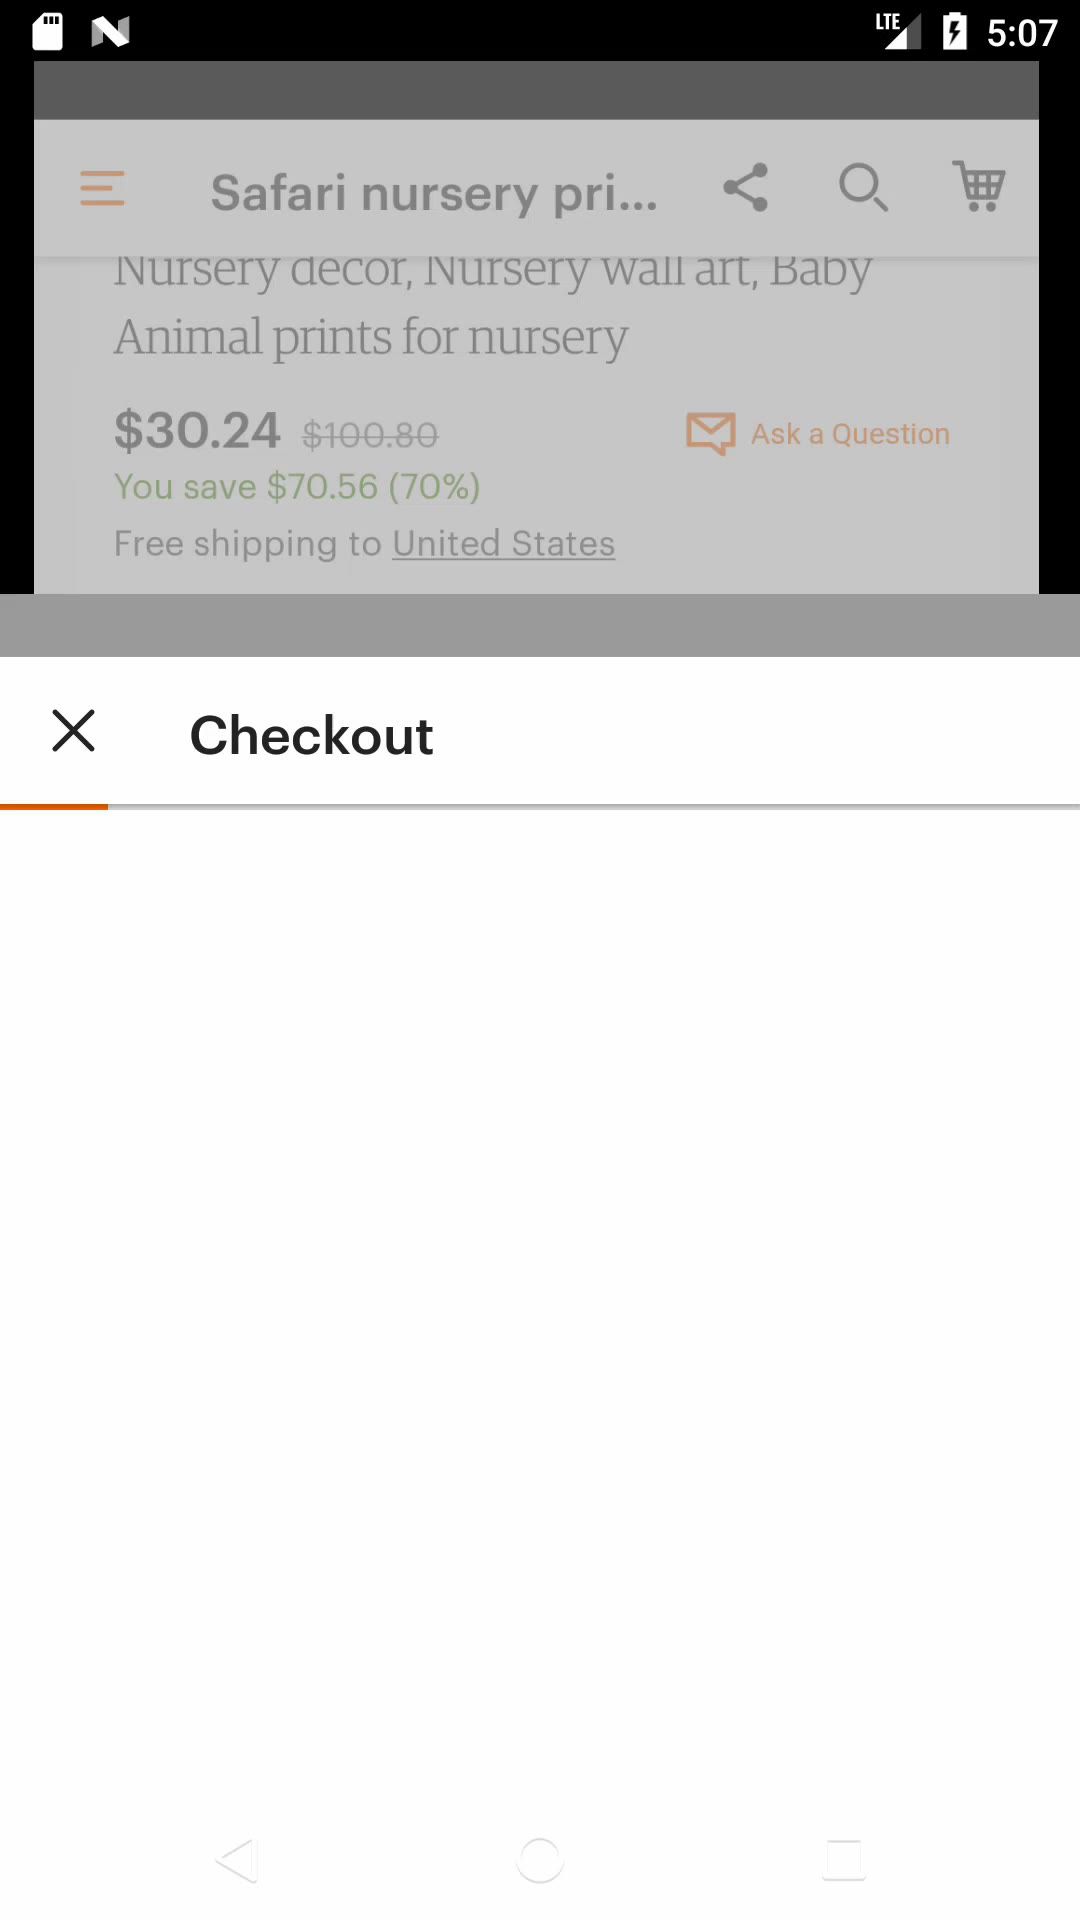 LTE 5:07
Safari nursery pri...
Nursery decor, Nursery wall art, Baby
Animal prints for nursery
$30.24 $100.80 Ask a Question
You save $70.56 (70%)
Free shipping to United States
Checkout